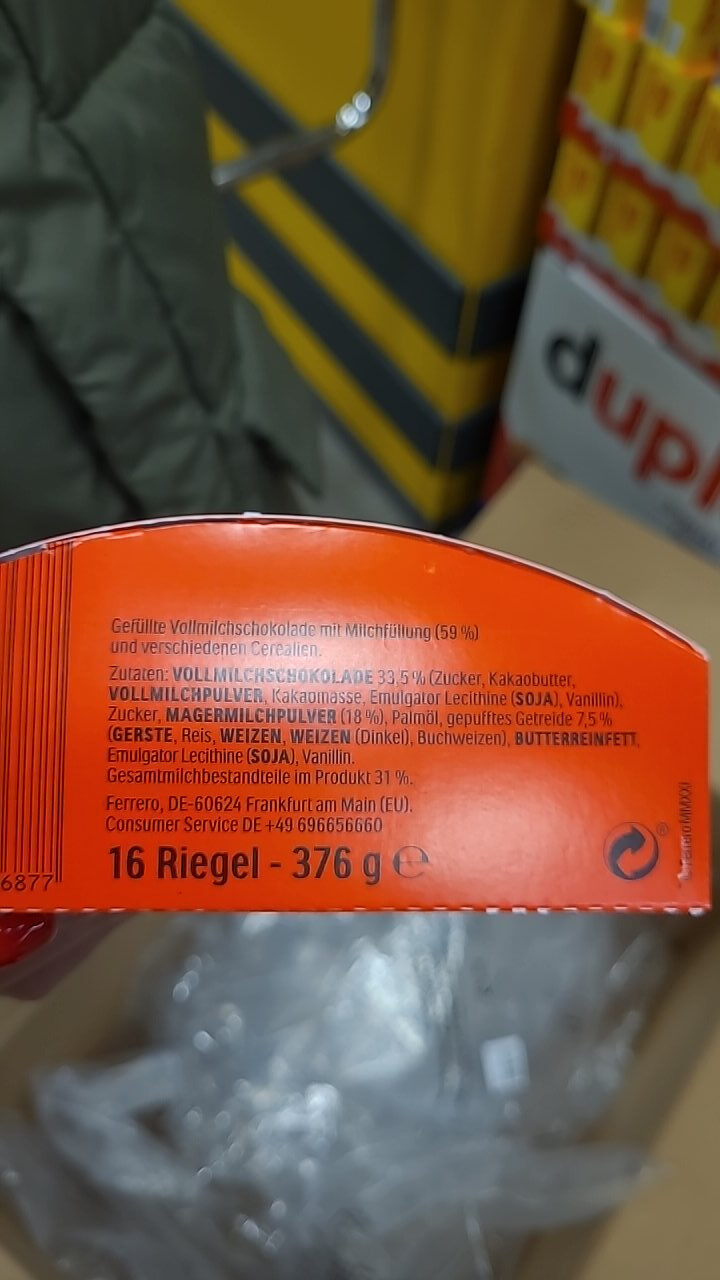 dupl
Gefüllte Vollmilchschokolade mit Milchfüllung (59 %)
und verschiedenen Cerealien.
Zutaten: VOLLMILCHSCHOKOLADE 33,5 % (Zucker, Kakaobutter,
VOLLMILCHPULVER, Kakaomasse, Emulgator Lecithine (SOJA), Vanillin),
Zucker, MAGERMILCHPULVER (18 %), Palmöl, gepufftes Getreide 7,5 %
(GERSTE, Reis, WEIZEN, WEIZEN (Dinkel), Buchweizen), BUTTERREINFETT,
Emulgator Lecithine (SOJA), Vanillin.
Gesamtmilchbestandteile im Produkt 31 %.
Ferrero, DE-60624 Frankfurt am Main (EU).
Consumer Service DE +49 696656660
16 Riegel - 376 g ℮
6877
Ferrero MMXXI